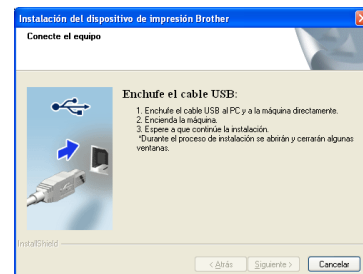 Instalación del dispositivo de impresión Brother
Conecte el equipo
Enchufe el cable USB:
1. Enchufe el cable USB al PC y a la máquina directamente.
2. Encienda la máquina.
3. Espere a que continúe la instalación.
*Durante el proceso de instalación se abrirán y cerrarán algunas
ventanas.
InstallShield
< Atrás
Siguiente >
Cancelar